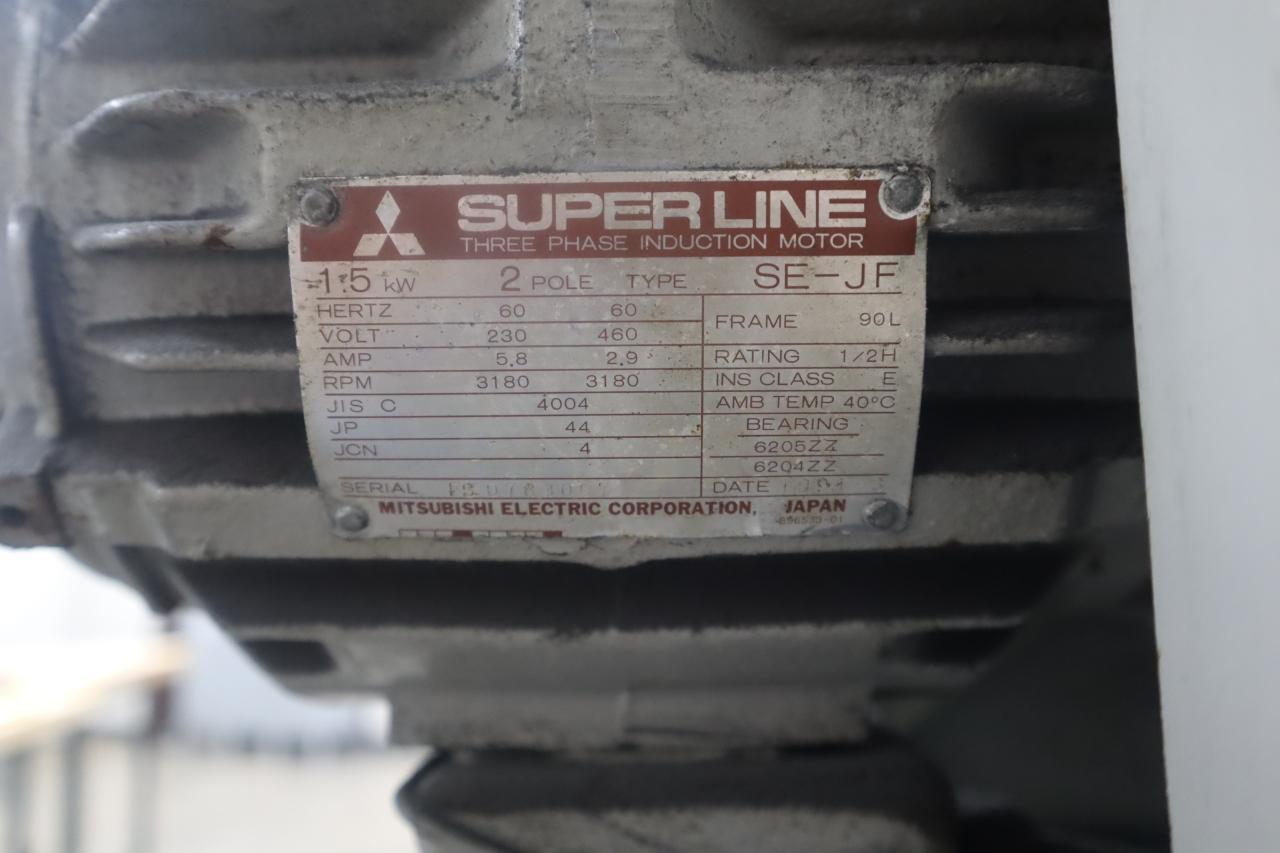 SUPER LINE
THREE PHASE INDUCTION MOTOR
1.5 kW 2 POLE TYPE SE-JF
HERTZ 60 60
VOLT 230 460
FRAME 90L
AMP 5.8 2.9
RATING 1/2H
RPM 3180 3180
INS CLASS E
JIS C 4004
AMB TEMP 40°C
JP 44
BEARING
JCN 4
6205ZZ
6204ZZ
SERIAL
DATE
MITSUBISHI ELECTRIC CORPORATION, JAPAN